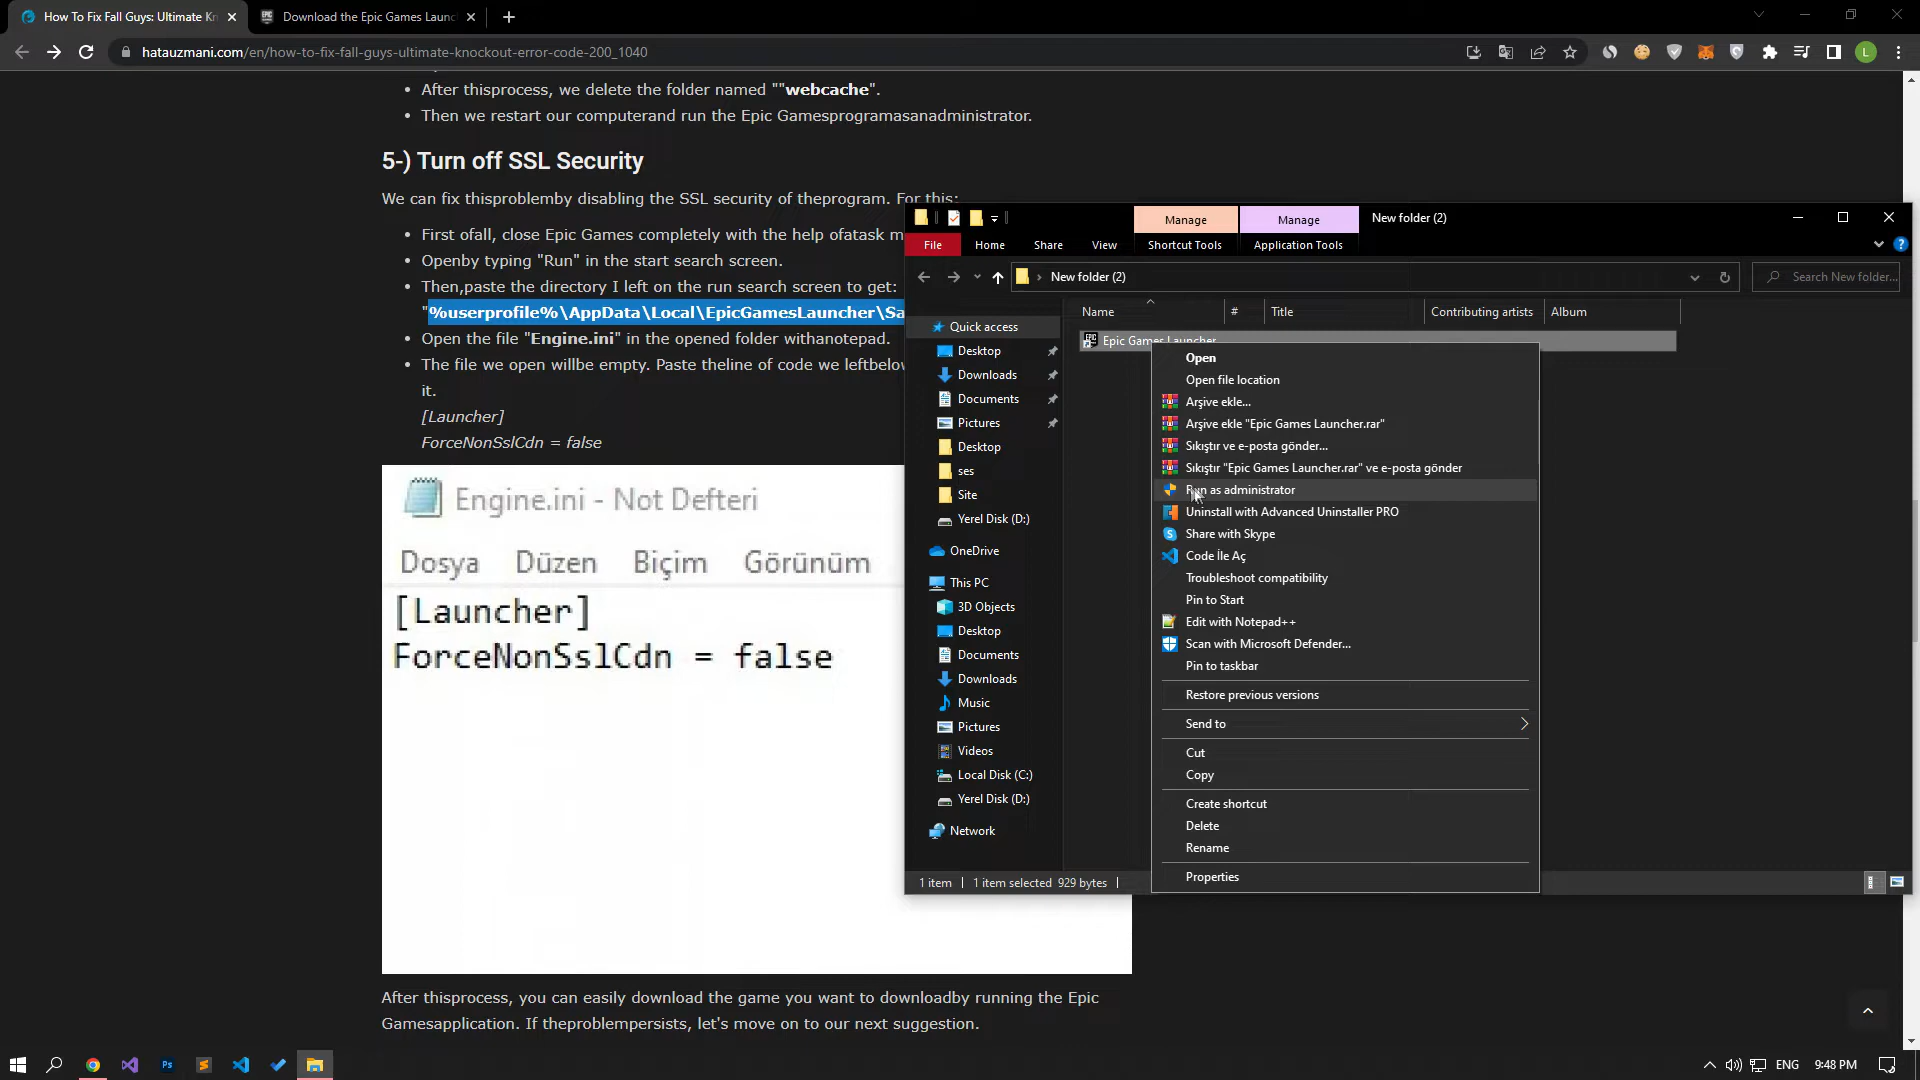 How To Fix Fall Guys: Ultimate Kn
Download the Epic Games Launc
hatauzmani.com/en/how-to-fix-fall-guys-ultimate-knockout-error-code-200_1040
L
After thisprocess, we delete the folder named ""webcache".
Then we restart our computerand run the Epic Gamesprogramasanadministrator.
5-) Turn off SSL Security
We can fix thisproblemby disabling the SSL security of theprogram. For this:
First ofall, close Epic Games completely with the help ofatask m
Openby typing "Run" in the start search screen.
Then,paste the directory I left on the run search screen to get:
"%userprofile%\AppData\Local\EpicGamesLauncher\Sa
Open the file "Engine.ini" in the opened folder withanotepad.
The file we open willbe empty. Paste theline of code we leftbelow
it.
[Launcher]
ForceNonSslCdn = false
Engine.ini - Not Defteri
Dosya Düzen Biçim Görünüm
[Launcher]
ForceNonSslCdn = false
After thisprocess, you can easily download the game you want to downloadby running the Epic
Gamesapplication. If theproblempersists, let's move on to our next suggestion.
Manage
Manage
New folder (2)
File
Home
Share
View
Shortcut Tools
Application Tools
New folder (2)
Search New folder...
Name
#
Title
Contributing artists
Album
Quick access
Desktop
Downloads
Documents
Pictures
Desktop
ses
Site
Yerel Disk (D:)
OneDrive
This PC
3D Objects
Desktop
Documents
Downloads
Music
Pictures
Videos
Local Disk (C:)
Yerel Disk (D:)
Network
Epic Games Launcher
Open
Open file location
Arşive ekle...
Arşive ekle "Epic Games Launcher.rar"
Sıkıştır ve e-posta gönder...
Sıkıştır "Epic Games Launcher.rar" ve e-posta gönder
Run as administrator
Uninstall with Advanced Uninstaller PRO
Share with Skype
Code İle Aç
Troubleshoot compatibility
Pin to Start
Edit with Notepad++
Scan with Microsoft Defender...
Pin to taskbar
Restore previous versions
Send to
Cut
Copy
Create shortcut
Delete
Rename
Properties
1 item
1 item selected 929 bytes
Ps
ENG
9:48 PM